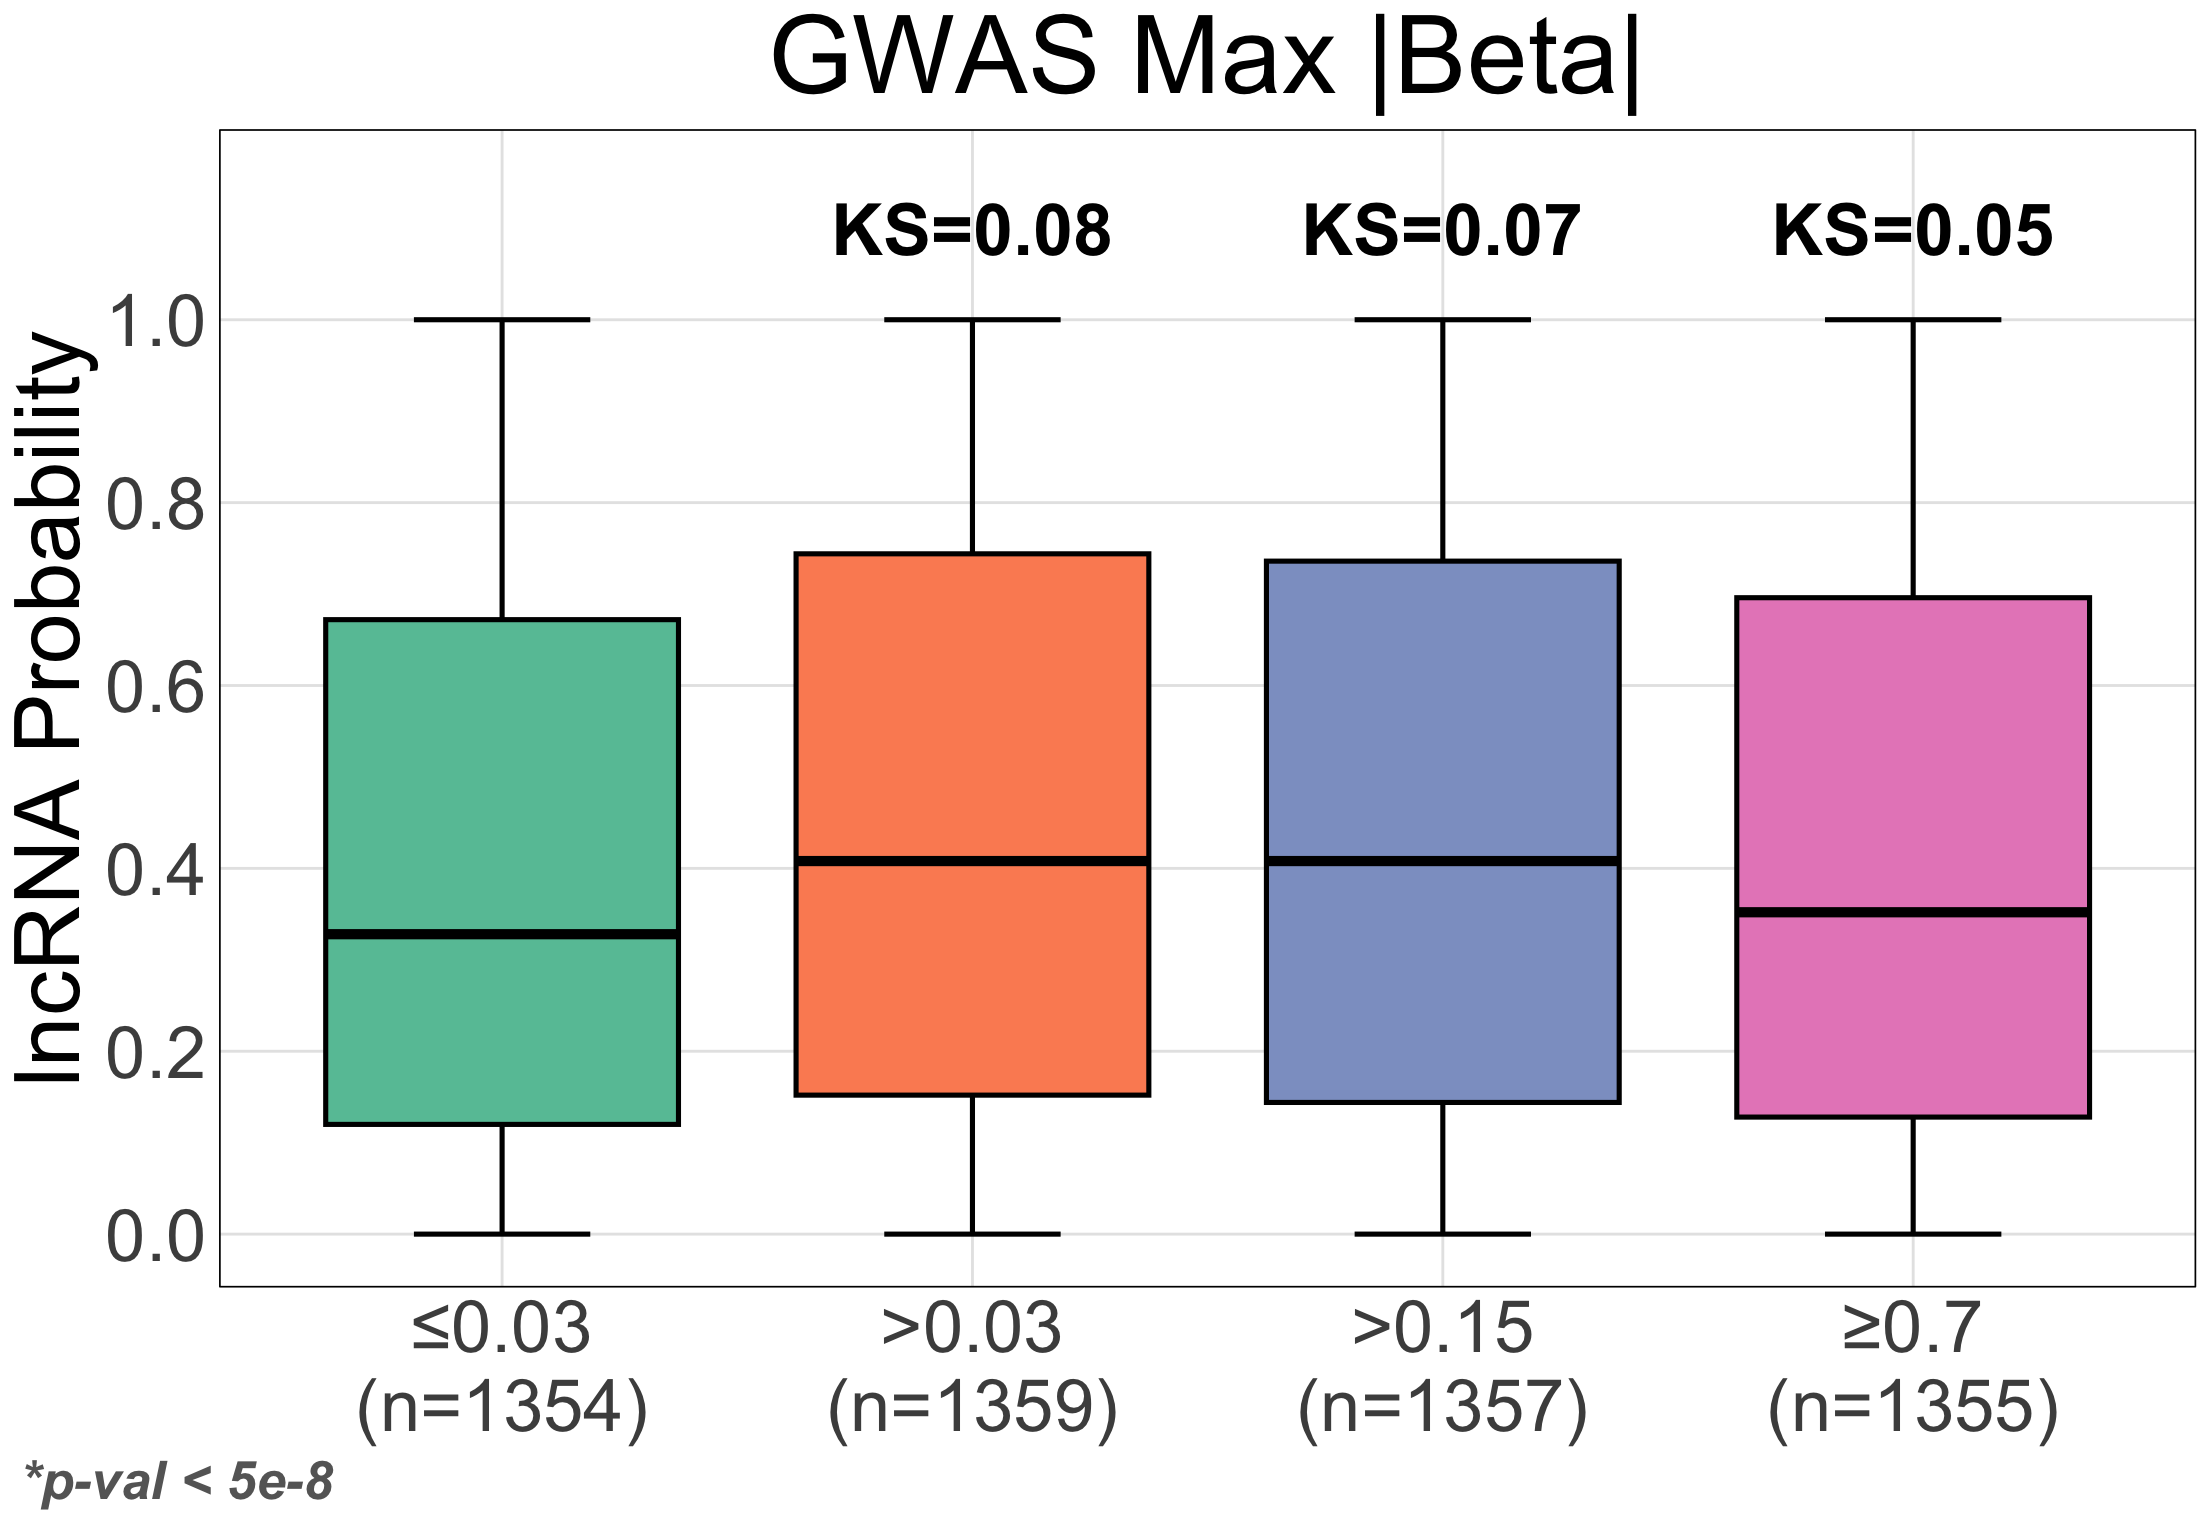 GWAS Max |Beta|
KS=0.08 KS=0.07 KS=0.05
lncRNA Probability
1.0
0.8
0.6
0.4
0.2
0.0
≤0.03 >0.03 >0.15 ≥0.7
(n=1354) (n=1359) (n=1357) (n=1355)
*p-val < 5e-8